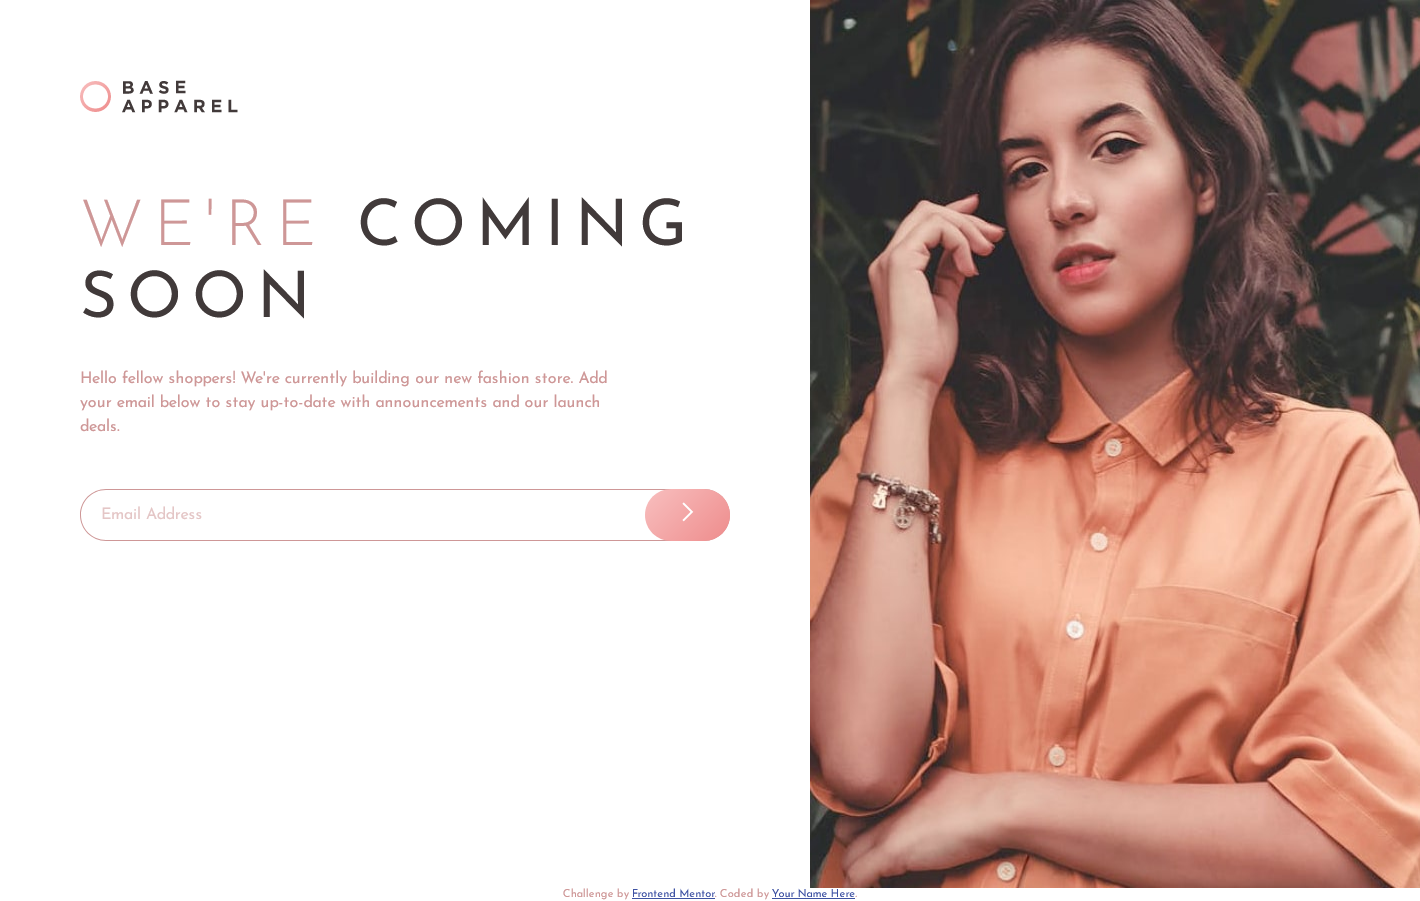 BASE
APPAREL
WE'RE COMING
SOON
Hello fellow shoppers! We're currently building our new fashion store. Add
your email below to stay up-to-date with announcements and our launch
deals.
Email Address
Challenge by Frontend Mentor. Coded by Your Name Here.